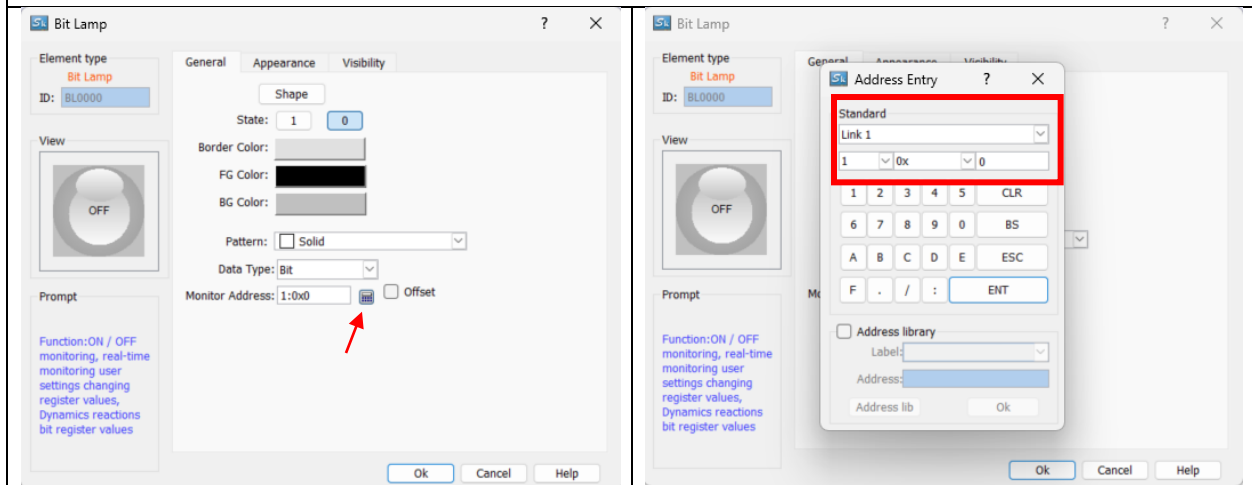 Sk Bit Lamp ? ×
Element type
Bit Lamp
ID: BL0000
View
OFF
Prompt
Function:ON / OFF
monitoring, real-time
monitoring user
settings changing
register values,
Dynamics reactions
bit register values
General Appearance Visibility
Shape
State: 1 0
Border Color:
FG Color:
BG Color:
Pattern: Solid
Data Type: Bit
Monitor Address: 1:0x0 Offset
Ok Cancel Help
Sk Bit Lamp ? ×
Element type
Bit Lamp
ID: BL0000
View
OFF
Prompt
Function:ON / OFF
monitoring, real-time
monitoring user
settings changing
register values,
Dynamics reactions
bit register values
Sk Address Entry ? ×
Standard
Link 1
1 0x 0
1 2 3 4 5 CLR
6 7 8 9 0 BS
A B C D E ESC
F . / : ENT
Address library
Label:
Address:
Address lib Ok
Ok Cancel Help